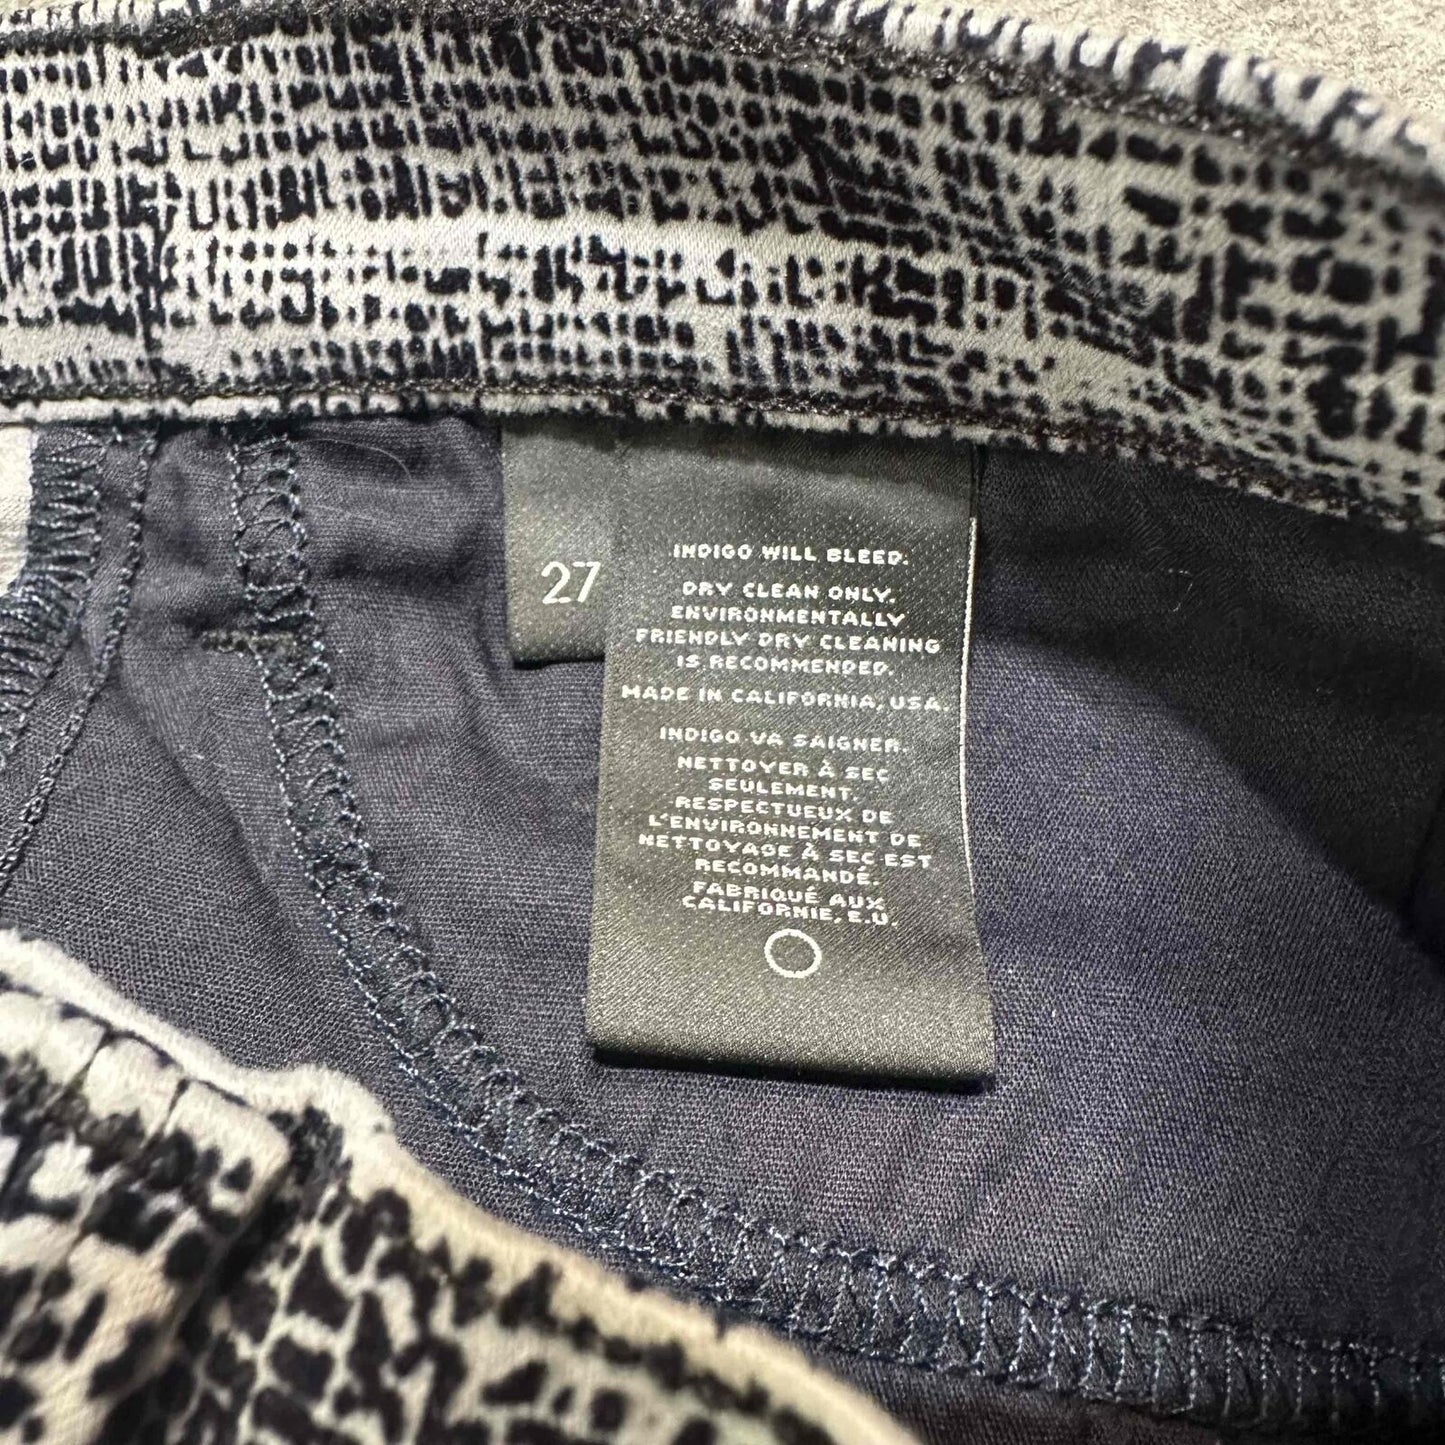 27
INDIGO WILL BLEED.
DRY CLEAN ONLY.
ENVIRONMENTALLY
FRIENDLY DRY CLEANING
IS RECOMMENDED.
MADE IN CALIFORNIA, USA.
INDIGO VA SAIGNER.
NETTOYER À SEC
SEULEMENT.
RESPECTUEUX DE
L'ENVIRONNEMENT DE
NETTOYAGE À SEC EST
RECOMMANDÉ.
FABRIQUÉ AUX
CALIFORNIE, E.U.